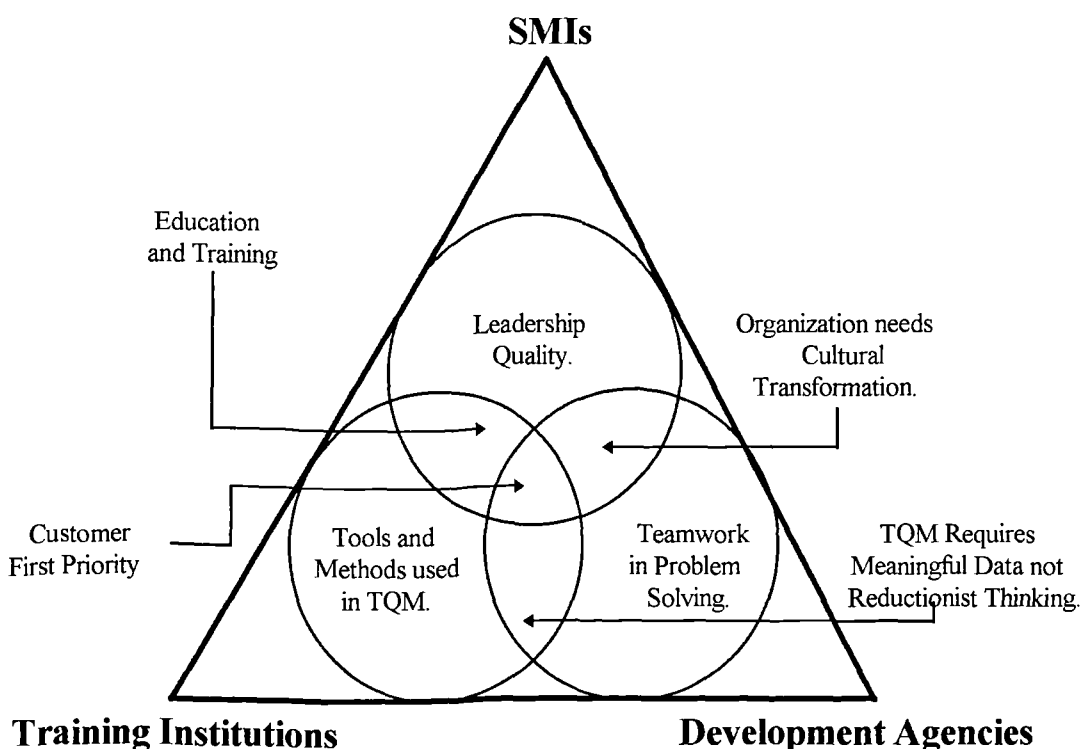 SMIs
Education
and Training
Leadership
Quality.
Organization needs
Cultural
Transformation.
Customer
First Priority
Tools and
Methods used
in TQM.
Teamwork
in Problem
Solving.
TQM Requires
Meaningful Data not
Reductionist Thinking.
Training Institutions
Development Agencies